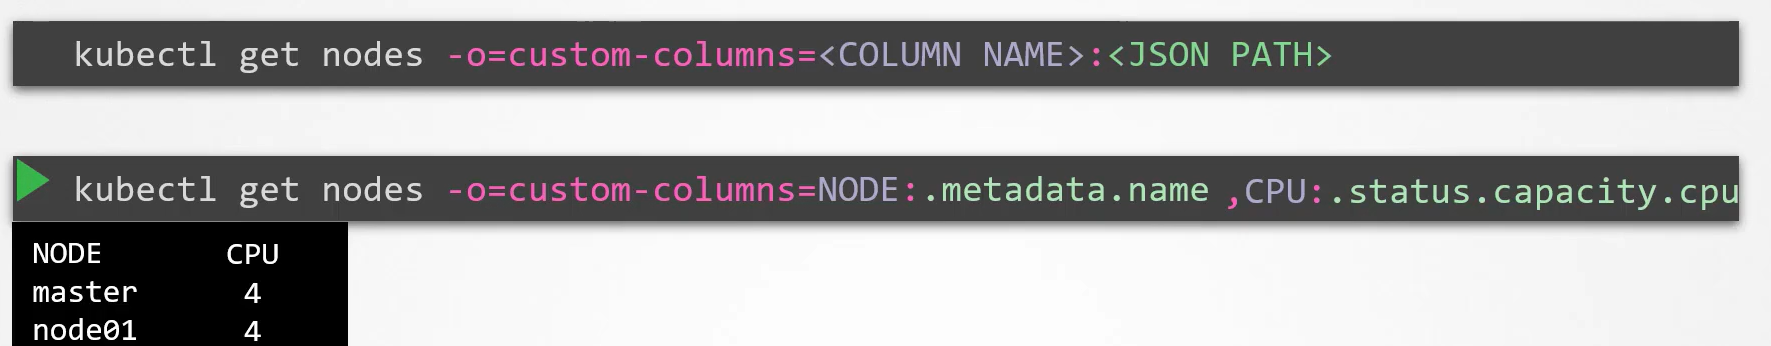 kubectl get nodes -o=custom-columns=<COLUMN NAME>:<JSON PATH>
kubectl get nodes -o=custom-columns=NODE:.metadata.name ,CPU:.status.capacity.cpu
NODE CPU
master 4
node01 4